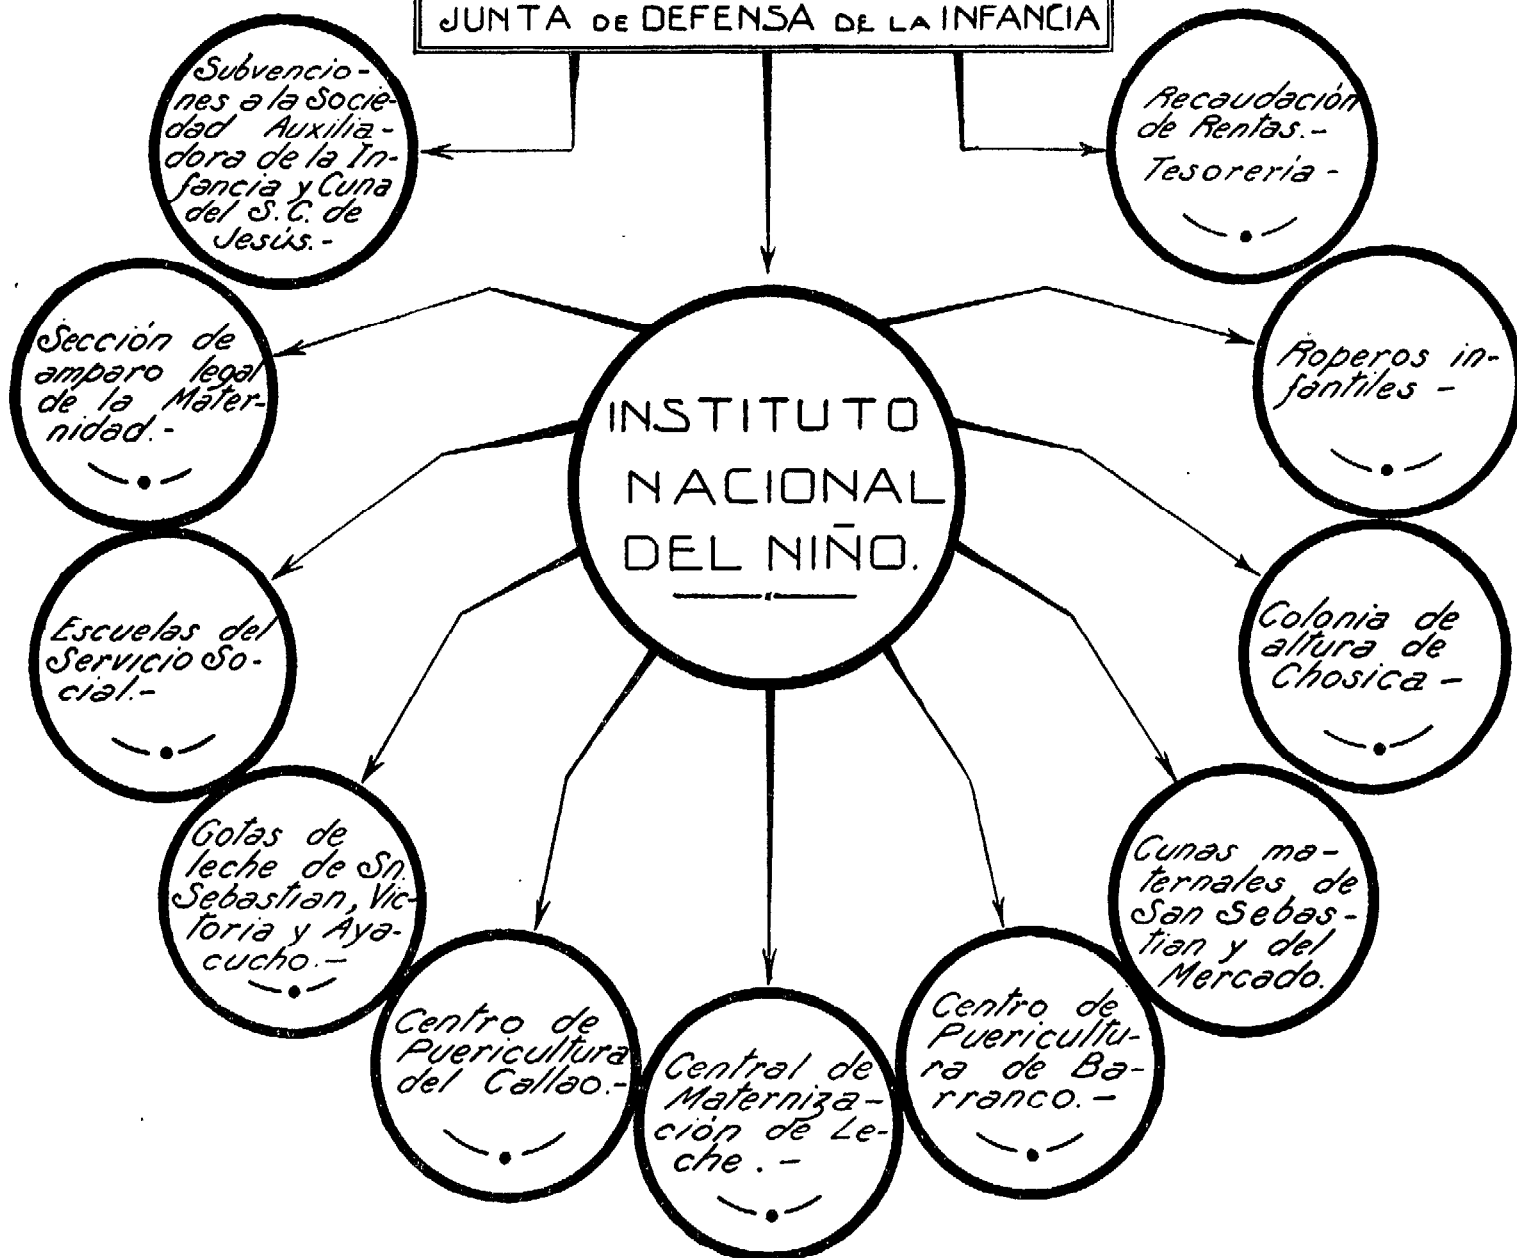 JUNTA DE DEFENSA DE LA INFANCIA
Subvencio-
nes a la Socie-
dad Auxilia-
dora de la In-
fancia y Cuna
del S. C. de
Jesús.-
Recaudación
de Rentas.-
Tesorería -
Sección de
amparo legal
de la Mater-
nidad.-
Roperos in-
fantiles -
INSTITUTO
NACIONAL
DEL NIÑO.
Escuelas del
Servicio So-
cial.-
Colonia de
altura de
Chosica -
Gotas de
leche de Sn.
Sebastian, Vic-
toria y Aya-
cucho.-
Cunas ma-
ternales de
San Sebas-
tian y del
Mercado.
Centro de
Puericultura
del Callao.-
Central de
Materniza-
ción de Le-
che . -
Centro de
Puericultu-
ra de Ba-
rranco. -